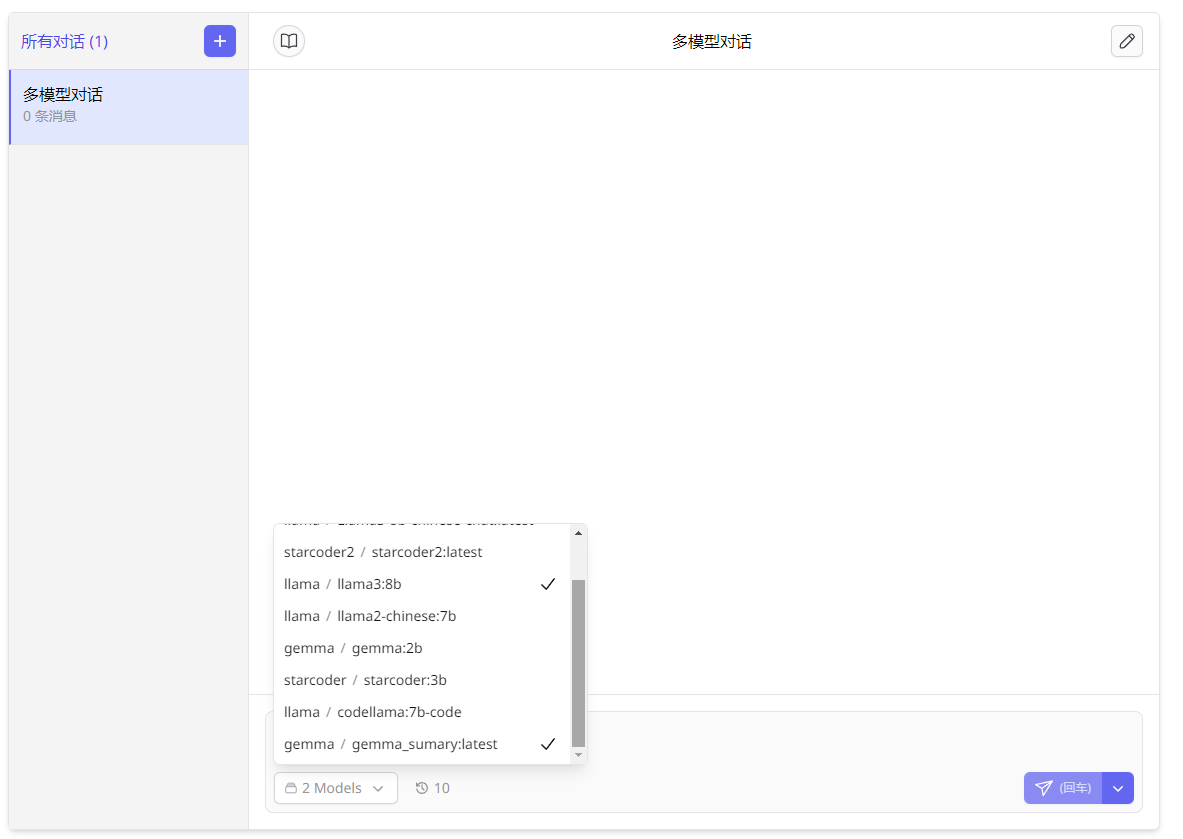 所有对话 (1)
多模型对话
多模型对话
0 条消息
starcoder2 / starcoder2:latest
llama / llama3:8b
llama / llama2-chinese:7b
gemma / gemma:2b
starcoder / starcoder:3b
llama / codellama:7b-code
gemma / gemma_sumary:latest
2 Models
10
(回车)